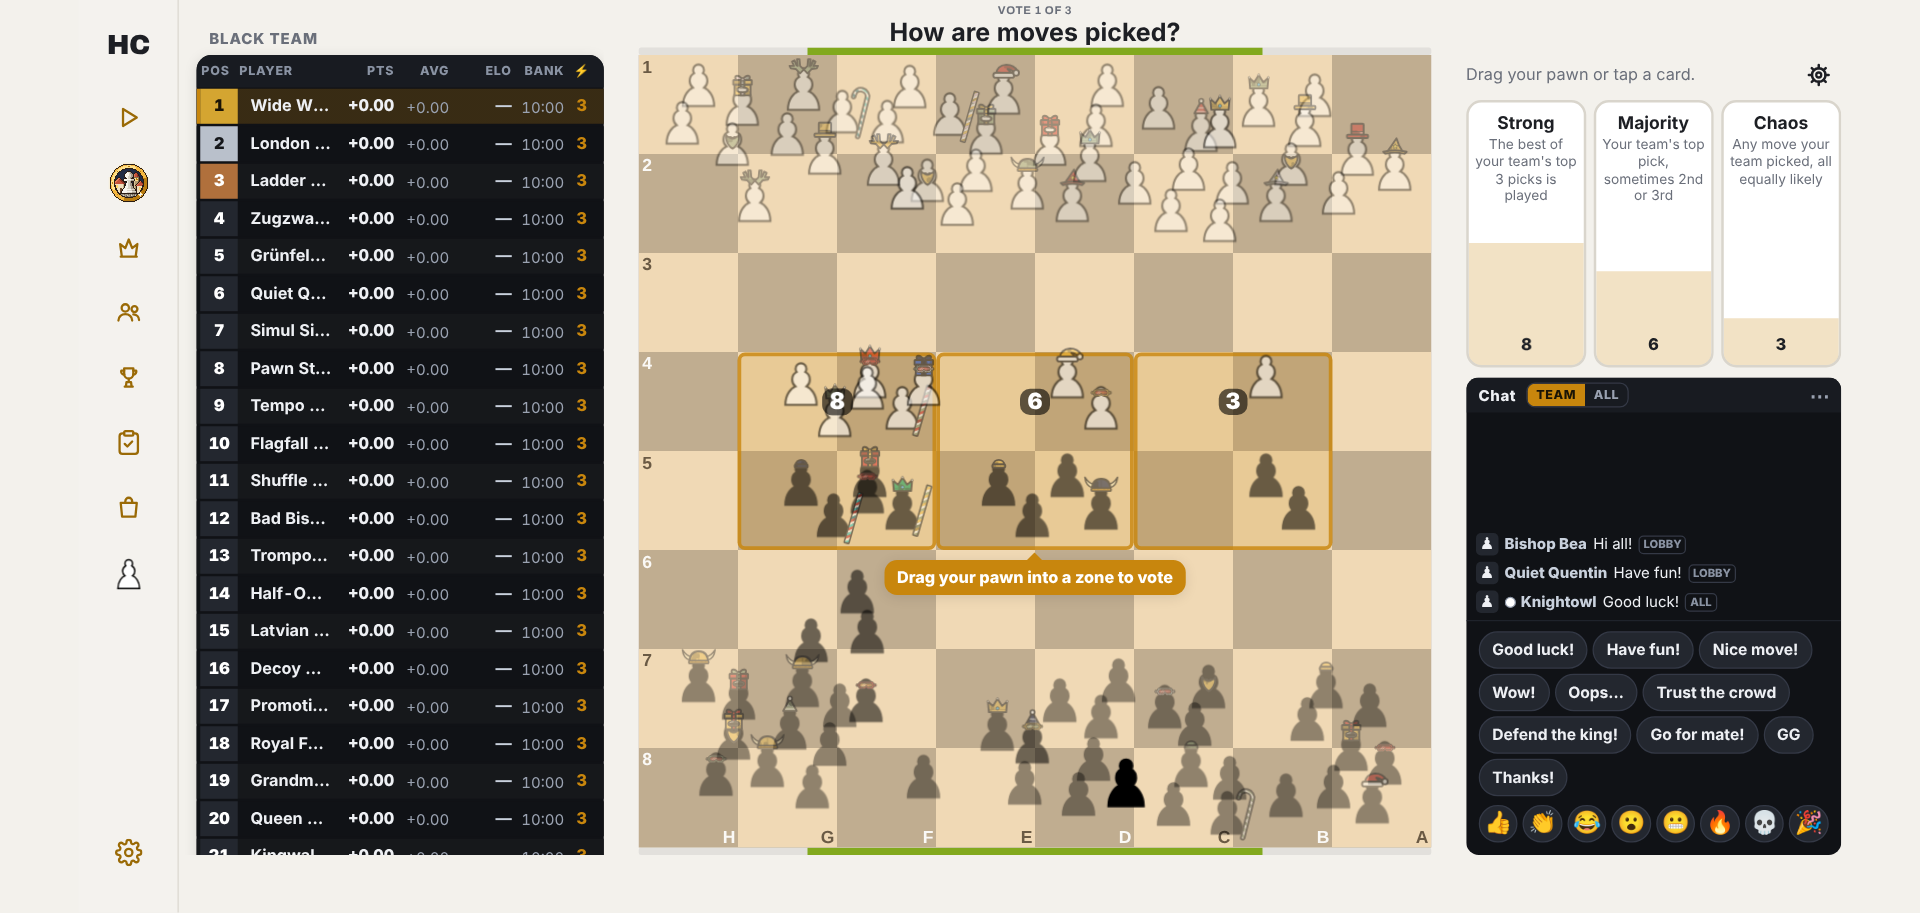 HC
BLACK TEAM
POS PLAYER PTS AVG ELO BANK ⚡
1 Wide W... +0.00 +0.00 — 10:00 3
2 London ... +0.00 +0.00 — 10:00 3
3 Ladder ... +0.00 +0.00 — 10:00 3
4 Zugzwa... +0.00 +0.00 — 10:00 3
5 Grünfel... +0.00 +0.00 — 10:00 3
6 Quiet Q... +0.00 +0.00 — 10:00 3
7 Simul Si... +0.00 +0.00 — 10:00 3
8 Pawn St... +0.00 +0.00 — 10:00 3
9 Tempo ... +0.00 +0.00 — 10:00 3
10 Flagfall ... +0.00 +0.00 — 10:00 3
11 Shuffle ... +0.00 +0.00 — 10:00 3
12 Bad Bis... +0.00 +0.00 — 10:00 3
13 Trompo... +0.00 +0.00 — 10:00 3
14 Half-O... +0.00 +0.00 — 10:00 3
15 Latvian ... +0.00 +0.00 — 10:00 3
16 Decoy ... +0.00 +0.00 — 10:00 3
17 Promoti... +0.00 +0.00 — 10:00 3
18 Royal F... +0.00 +0.00 — 10:00 3
19 Grandm... +0.00 +0.00 — 10:00 3
20 Queen ... +0.00 +0.00 — 10:00 3
VOTE 1 OF 3
How are moves picked?
1
2
3
4
8 6 3
5
6
Drag your pawn into a zone to vote
7
8
H G F E D C B A
Drag your pawn or tap a card.
Strong
The best of
your team's top
3 picks is
played
8
Majority
Your team's top
pick,
sometimes 2nd
or 3rd
6
Chaos
Any move your
team picked, all
equally likely
3
Chat TEAM ALL ...
Bishop Bea Hi all! LOBBY
Quiet Quentin Have fun! LOBBY
Knightowl Good luck! ALL
Good luck! Have fun! Nice move!
Wow! Oops... Trust the crowd
Defend the king! Go for mate! GG
Thanks!